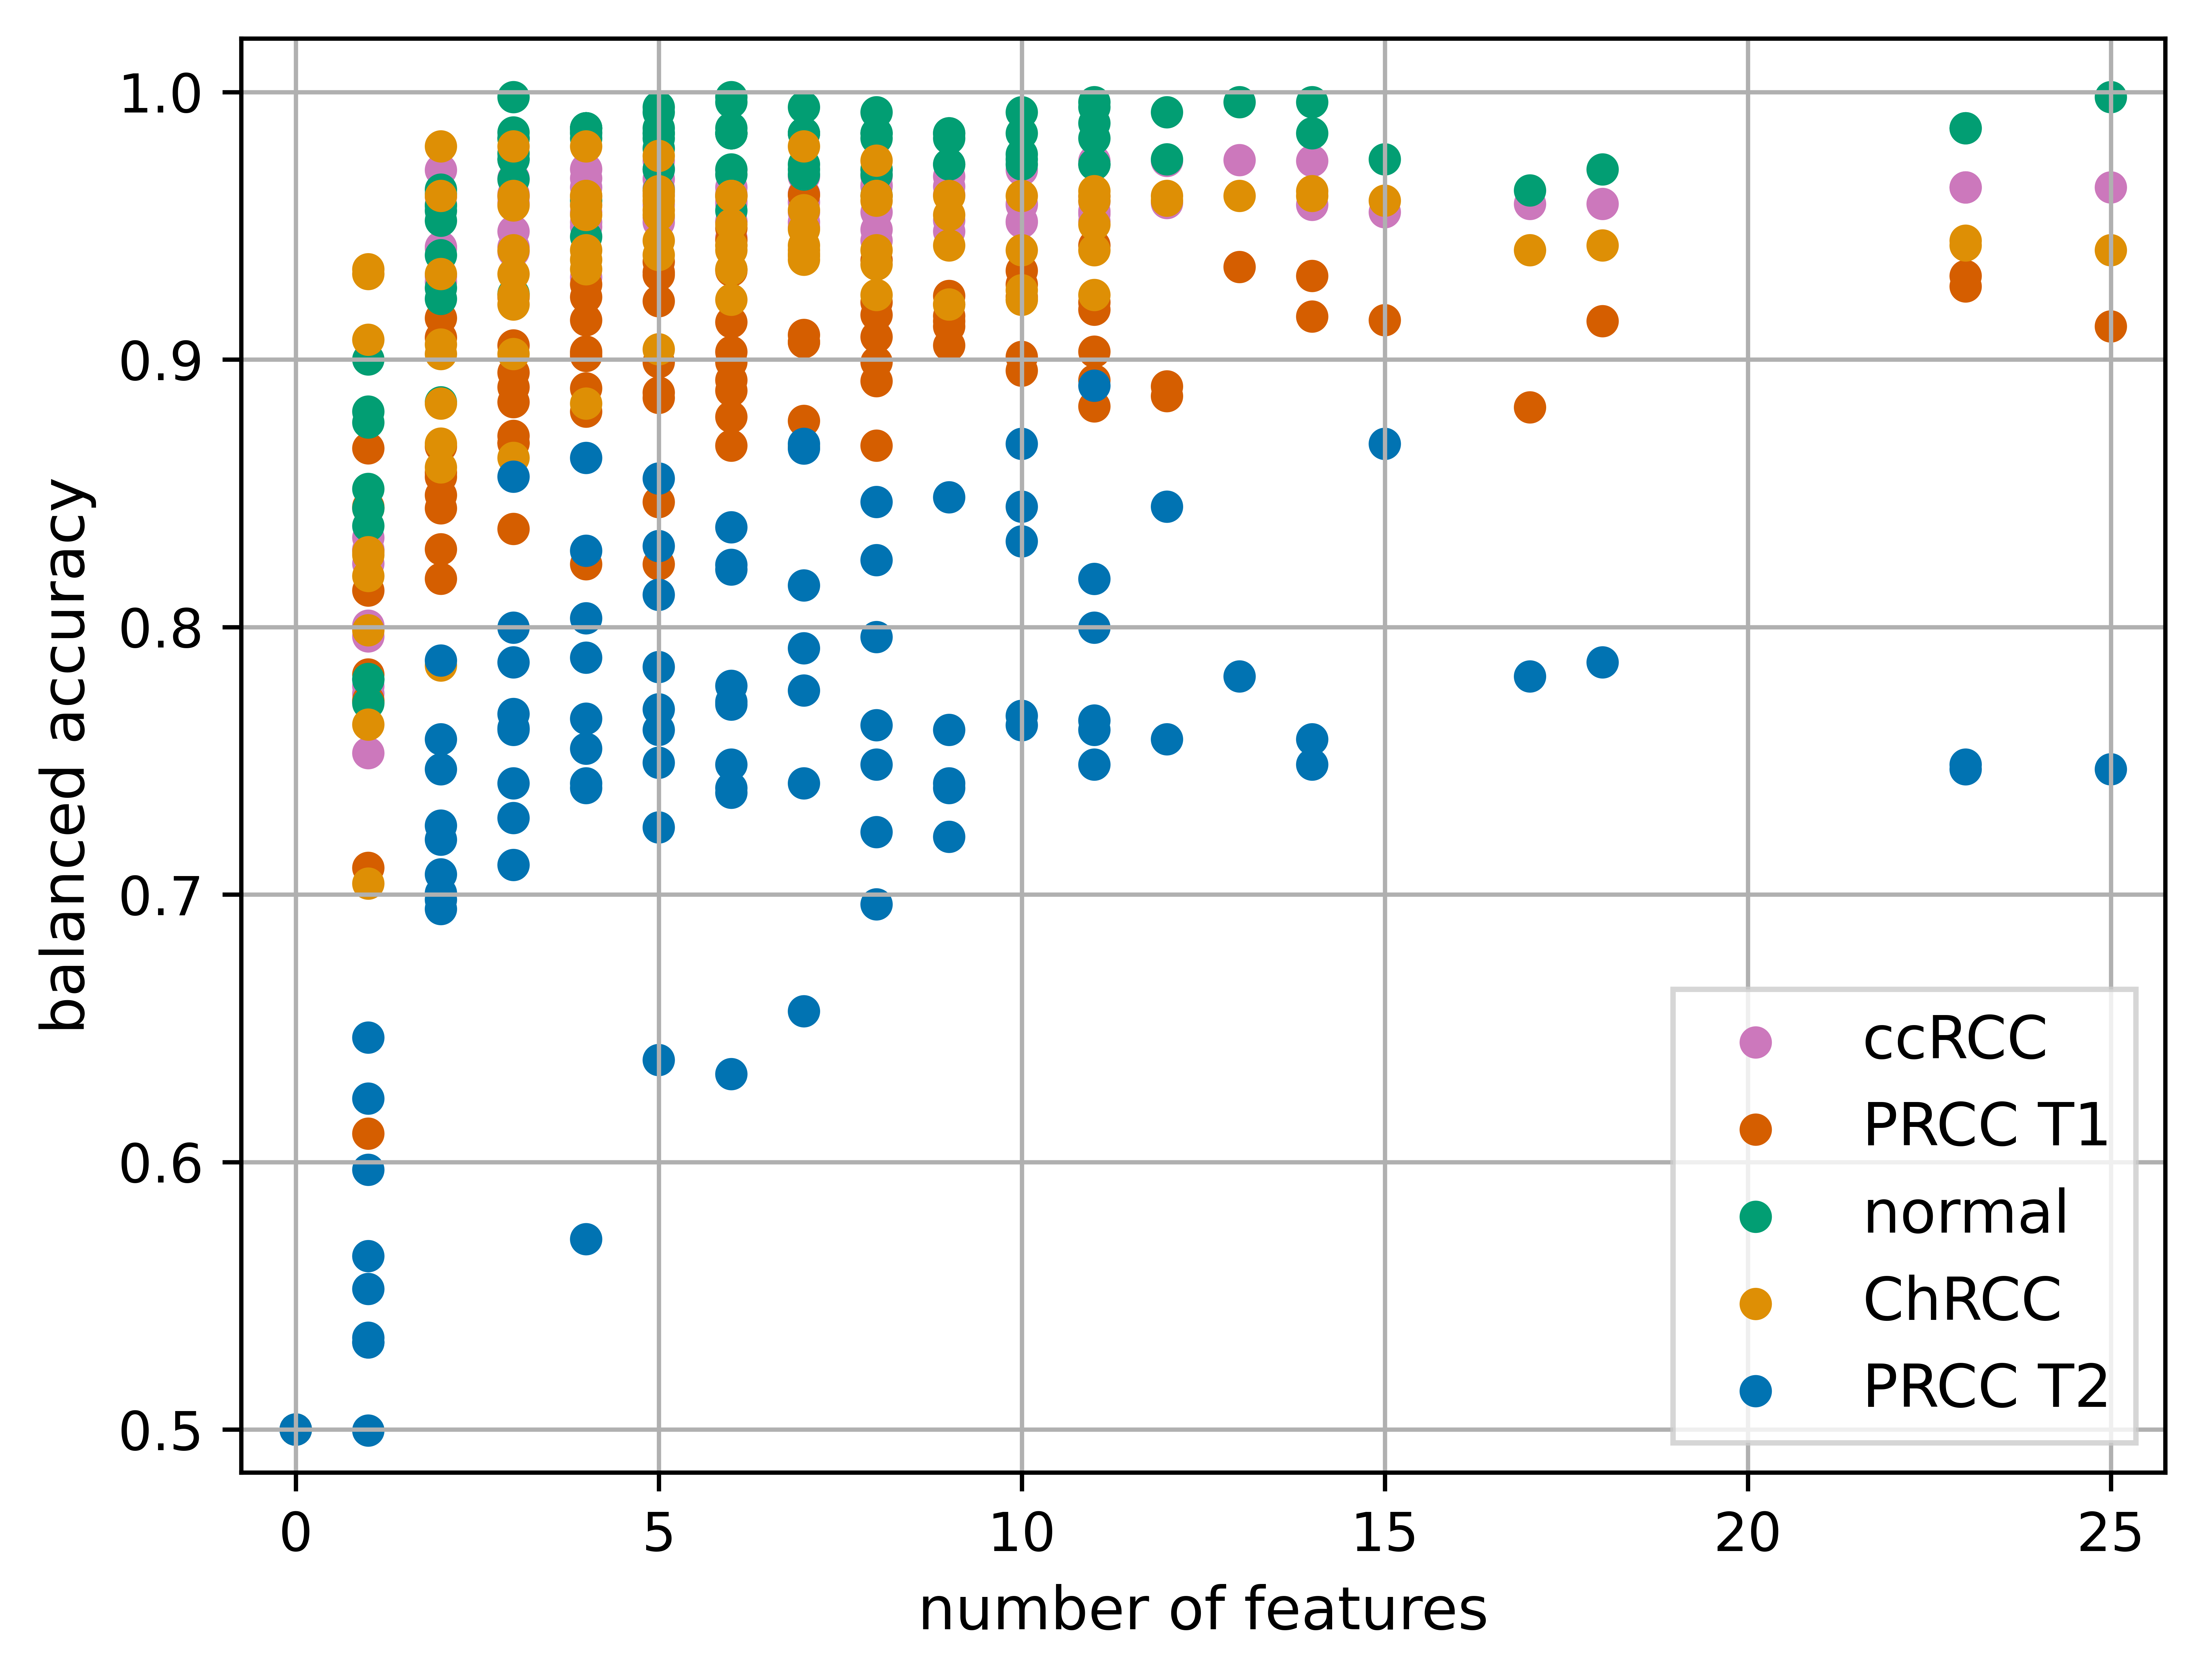 1.0
0.9
0.8
0.7
0.6
0.5
balanced accuracy
ccRCC
PRCC T1
normal
ChRCC
PRCC T2
0 5 10 15 20 25
number of features